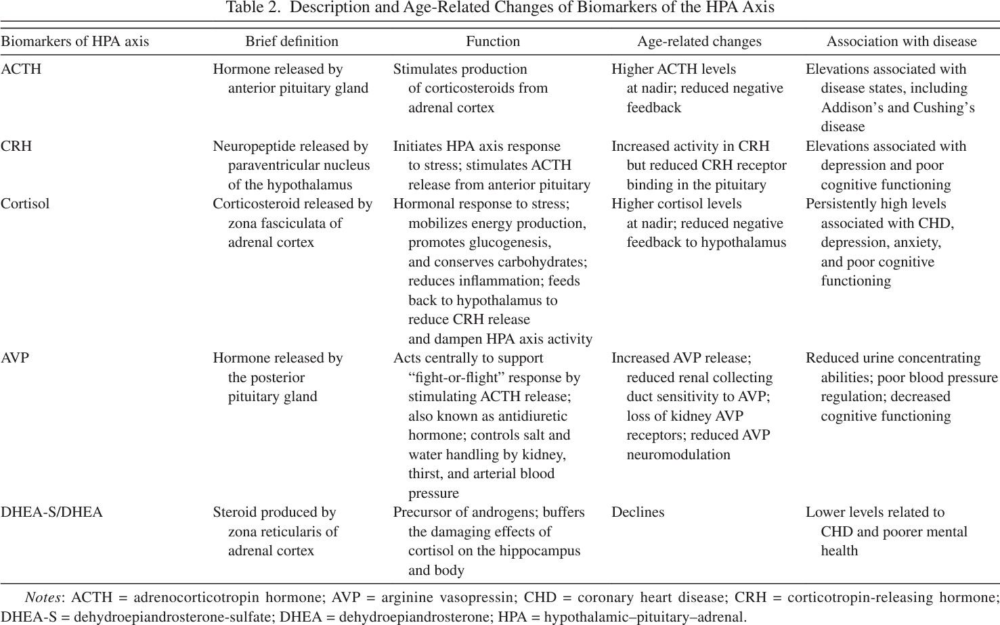 Table 2. Description and Age-Related Changes of Biomarkers of the HPA Axis
Biomarkers of HPA axis Brief definition Function Age-related changes Association with disease
ACTH Hormone released by Stimulates production Higher ACTH levels Elevations associated with
anterior pituitary gland of corticosteroids from at nadir; reduced negative disease states, including
adrenal cortex feedback Addison’s and Cushing’s
disease
CRH Neuropeptide released by Initiates HPA axis response Increased activity in CRH Elevations associated with
paraventricular nucleus to stress; stimulates ACTH but reduced CRH receptor depression and poor
of the hypothalamus release from anterior pituitary binding in the pituitary cognitive functioning
Cortisol Corticosteroid released by Hormonal response to stress; Higher cortisol levels Persistently high levels
zona fasciculata of mobilizes energy production, at nadir; reduced negative associated with CHD,
adrenal cortex promotes glucogenesis, feedback to hypothalamus depression, anxiety,
and conserves carbohydrates; and poor cognitive
reduces inflammation; feeds functioning
back to hypothalamus to
reduce CRH release
and dampen HPA axis activity
AVP Hormone released by Acts centrally to support Increased AVP release; Reduced urine concentrating
the posterior “fight-or-flight” response by reduced renal collecting abilities; poor blood pressure
pituitary gland stimulating ACTH release; duct sensitivity to AVP; regulation; decreased
also known as antidiuretic loss of kidney AVP cognitive functioning
hormone; controls salt and receptors; reduced AVP
water handling by kidney, neuromodulation
thirst, and arterial blood
pressure
DHEA-S/DHEA Steroid produced by Precursor of androgens; buffers Declines Lower levels related to
zona reticularis of the damaging effects of CHD and poorer mental
adrenal cortex cortisol on the hippocampus health
and body
Notes: ACTH = adrenocorticotropin hormone; AVP = arginine vasopressin; CHD = coronary heart disease; CRH = corticotropin-releasing hormone;
DHEA-S = dehydroepiandrosterone-sulfate; DHEA = dehydroepiandrosterone; HPA = hypothalamic–pituitary–adrenal.